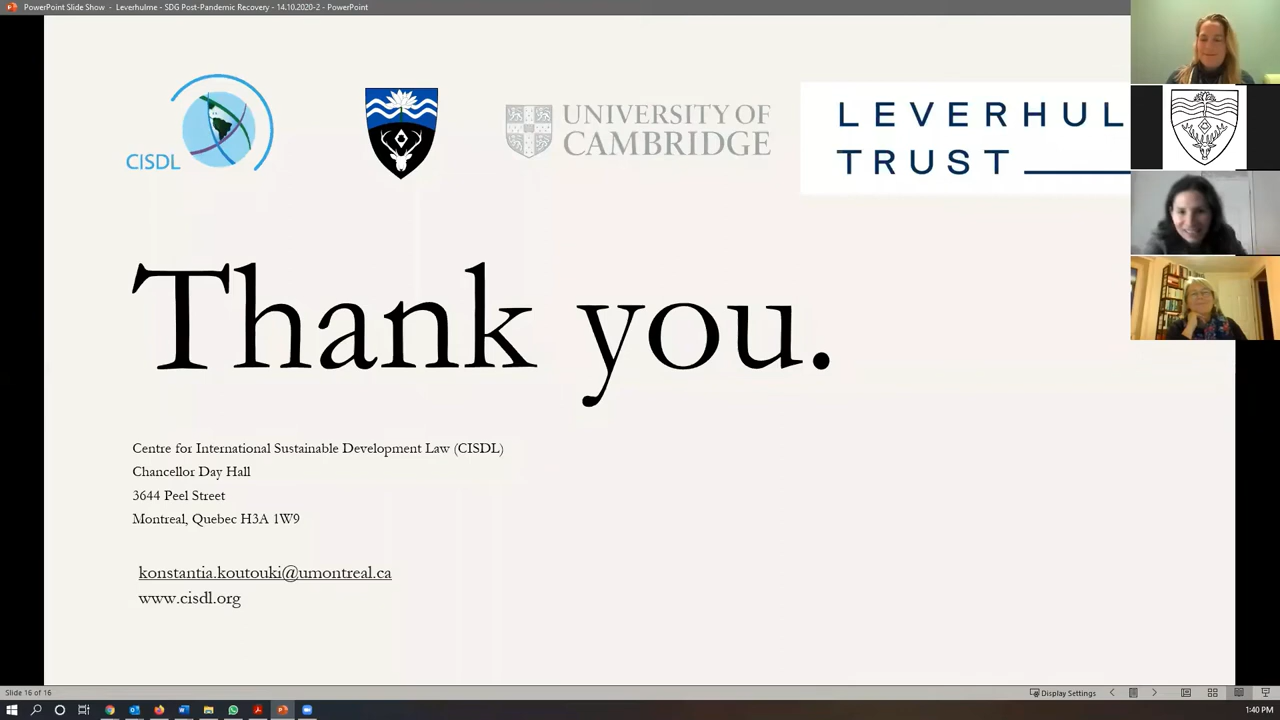 PowerPoint Slide Show - Leverhulme - SDG Post-Pandemic Recovery - 14.10.2020-2 - PowerPoint
CISDL
UNIVERSITY OF
CAMBRIDGE
LEVERHUL
TRUST
Thank you.
Centre for International Sustainable Development Law (CISDL)
Chancellor Day Hall
3644 Peel Street
Montreal, Quebec H3A 1W9
konstantia.koutouki@umontreal.ca
www.cisdl.org
Slide 16 of 16
Display Settings
1:40 PM